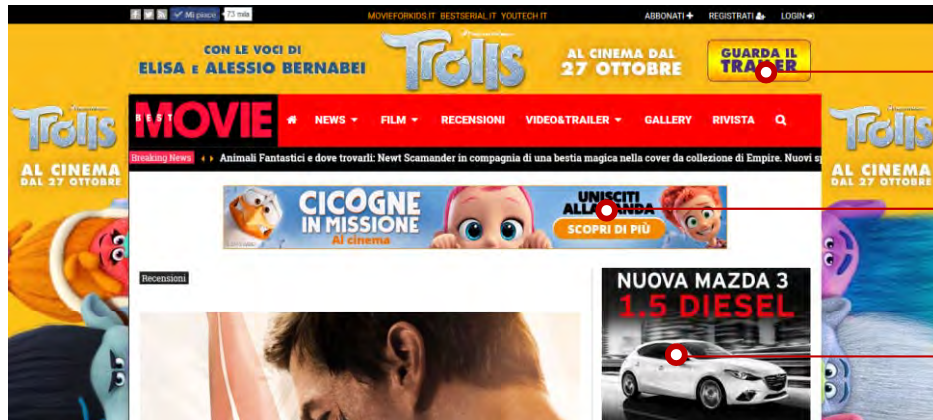 Mi piace 73 mila MOVIEFORKIDS.IT BESTSERIAL.IT YOUTECH.IT ABBONATI REGISTRATI LOGIN
CON LE VOCI DI
ELISA E ALESSIO BERNABEI
Trolls
AL CINEMA DAL
27 OTTOBRE
GUARDA IL
TRAILER
BEST
MOVIE
NEWS FILM RECENSIONI VIDEO&TRAILER GALLERY RIVISTA
Breaking News Animali Fantastici e dove trovarli: Newt Scamander in compagnia di una bestia magica nella cover da collezione di Empire. Nuovi
Trolls
AL CINEMA
DAL 27 OTTOBRE
Trolls
AL CINEMA
DAL 27 OTTOBRE
CICOGNE
IN MISSIONE
Al cinema
UNISCITI
ALLA BANDA
SCOPRI DI PIÙ
Recensioni
NUOVA MAZDA 3
1.5 DIESEL